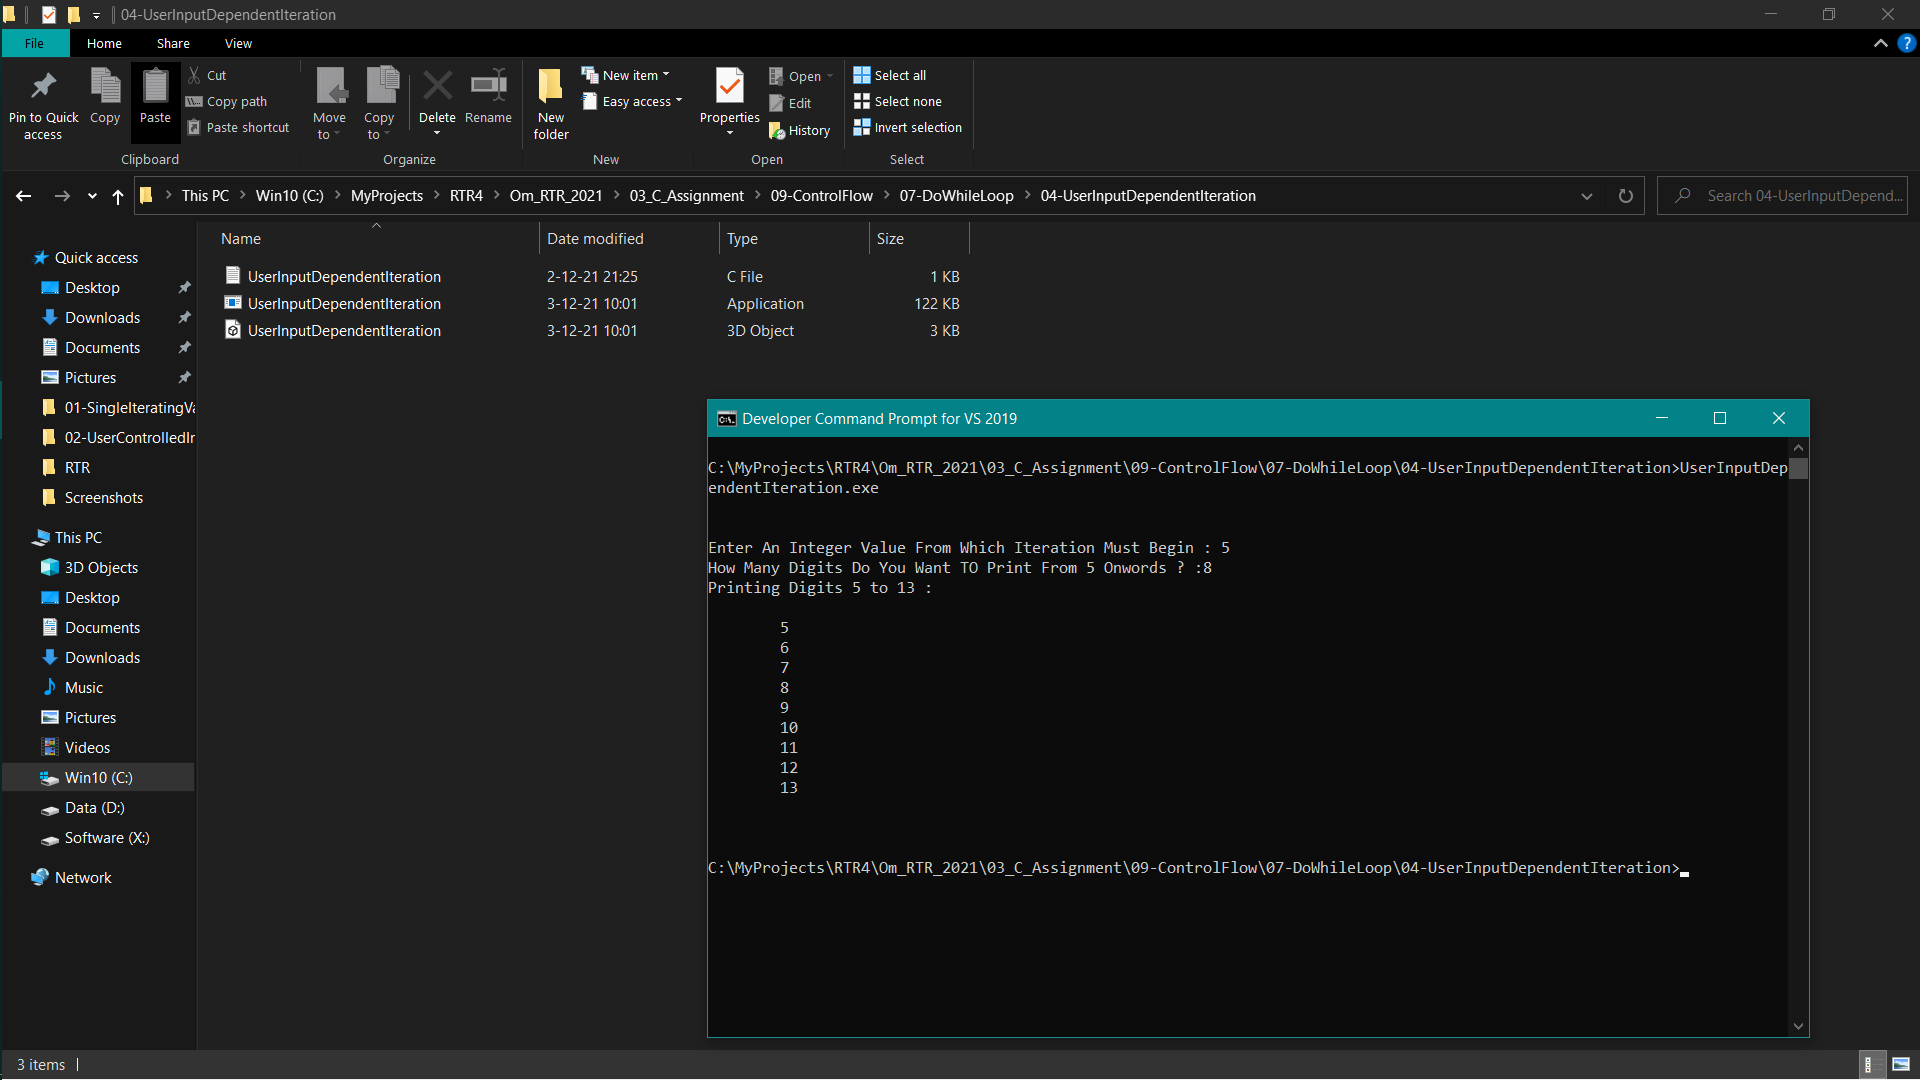 04-UserInputDependentIteration
File Home Share View
Pin to Quick access
Copy
Paste
Cut
Copy path
Paste shortcut
Clipboard
Move to
Copy to
Delete
Rename
Organize
New folder
New item
Easy access
New
Properties
Open
Edit
History
Open
Select all
Select none
Invert selection
Select
This PC Win10 (C:) MyProjects RTR4 Om_RTR_2021 03_C_Assignment 09-ControlFlow 07-DoWhileLoop 04-UserInputDependentIteration
Search 04-UserInputDepend...
Name Date modified Type Size
UserInputDependentIteration 2-12-21 21:25 C File 1 KB
UserInputDependentIteration 3-12-21 10:01 Application 122 KB
UserInputDependentIteration 3-12-21 10:01 3D Object 3 KB
Quick access
Desktop
Downloads
Documents
Pictures
01-SingleIteratingVa
02-UserControlledIn
RTR
Screenshots
This PC
3D Objects
Desktop
Documents
Downloads
Music
Pictures
Videos
Win10 (C:)
Data (D:)
Software (X:)
Network
3 items
Developer Command Prompt for VS 2019
C:\MyProjects\RTR4\Om_RTR_2021\03_C_Assignment\09-ControlFlow\07-DoWhileLoop\04-UserInputDependentIteration>UserInputDep
endentIteration.exe
Enter An Integer Value From Which Iteration Must Begin : 5
How Many Digits Do You Want TO Print From 5 Onwords ? :8
Printing Digits 5 to 13 :
5
6
7
8
9
10
11
12
13
C:\MyProjects\RTR4\Om_RTR_2021\03_C_Assignment\09-ControlFlow\07-DoWhileLoop\04-UserInputDependentIteration>